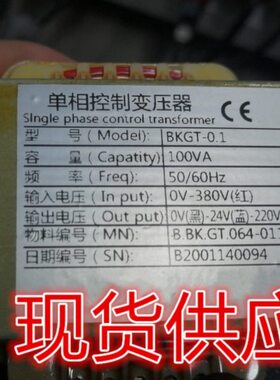 单相控制变压器
SIngle phase control transformer
CE
型 号(Model): BKGT-0.1
容 量(Capatity): 100VA
频 率(Freq): 50/60Hz
输入电压(In put): 0V-380V(红)
输出电压(Out put) 0V(黑)-24V(蓝)-220V
物料编号(MN): B.BK.GT.064-01
日期编号(SN): B2001140094
现货供应